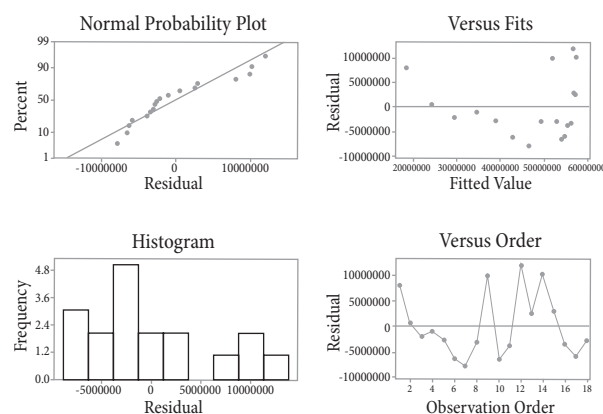 Normal Probability Plot
99
90
50
10
1
Percent
-10000000 0 10000000
Residual
Versus Fits
10000000
5000000
0
-5000000
-10000000
Residual
20000000 30000000 40000000 50000000 60000000
Fitted Value
Histogram
4.8
3.6
2.4
1.2
0.0
Frequency
-5000000 0 5000000 10000000
Residual
Versus Order
10000000
5000000
0
-5000000
-10000000
Residual
2 4 6 8 10 12 14 16 18
Observation Order